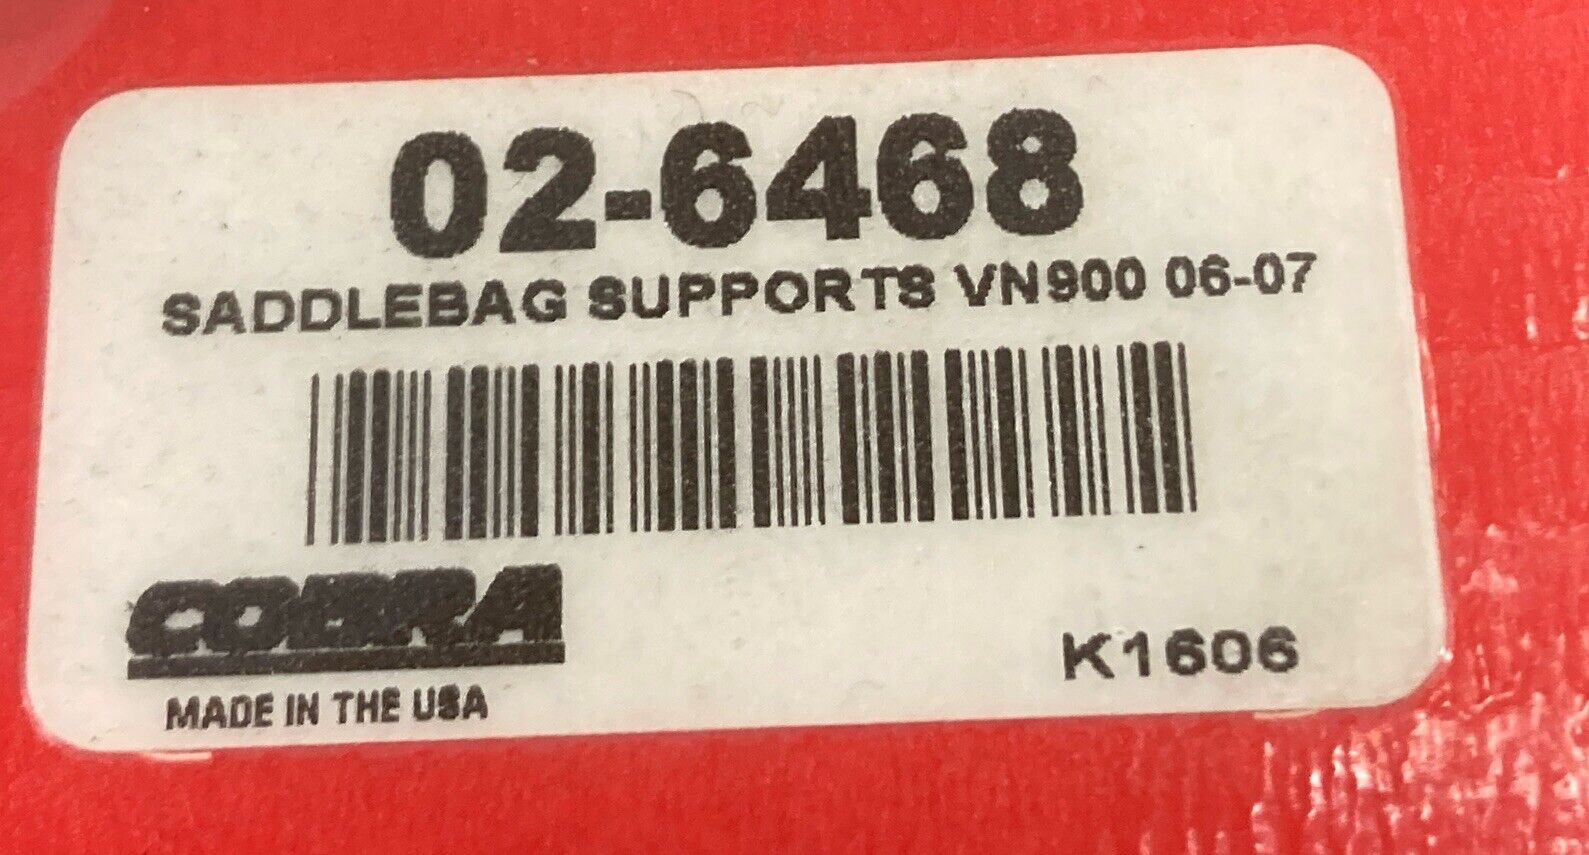 02-6468
SADDLEBAG SUPPORTS VN900 06-07
COBRA
MADE IN THE USA
K1606